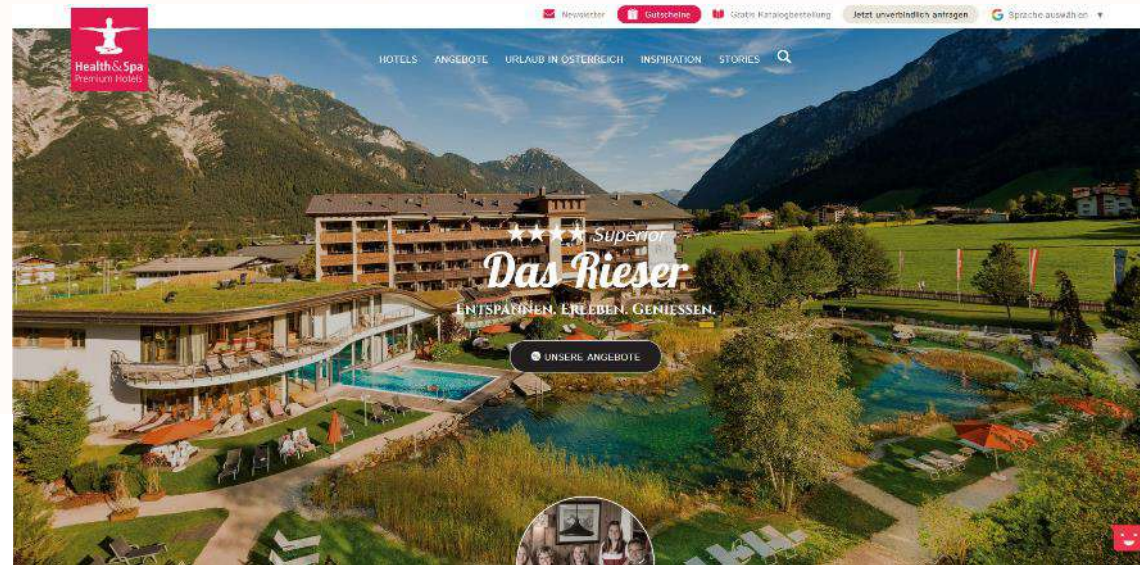 Newsletter
Gutscheine
Gratis Katalogbestellung
Jetzt unverbindlich anfragen
G Sprache auswählen ▼
Health&Spa
Premium Hotels
HOTELS
ANGEBOTE
URLAUB IN ÖSTERREICH
INSPIRATION
STORIES
★★★★ Superior
Das Rieser
ENTSPANNEN. ERLEBEN. GENIESSEN.
UNSERE ANGEBOTE